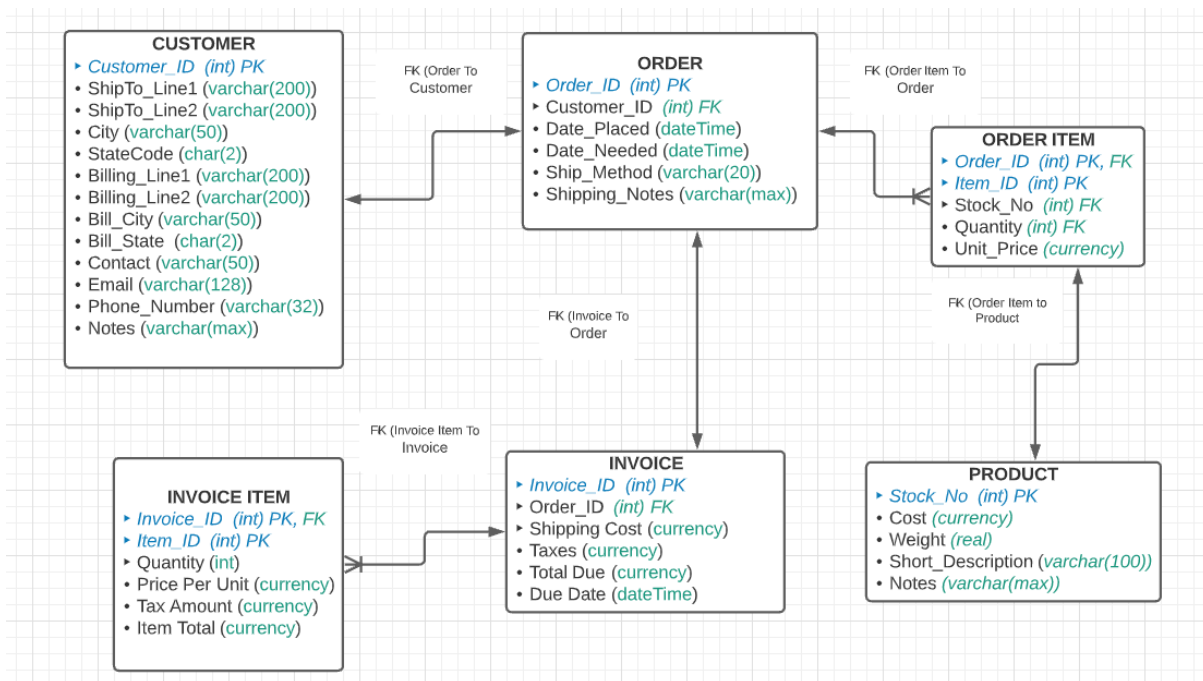 CUSTOMER
‣ Customer_ID (int) PK
• ShipTo_Line1 (varchar(200))
• ShipTo_Line2 (varchar(200))
• City (varchar(50))
• StateCode (char(2))
• Billing_Line1 (varchar(200))
• Billing_Line2 (varchar(200))
• Bill_City (varchar(50))
• Bill_State (char(2))
• Contact (varchar(50))
• Email (varchar(128))
• Phone_Number (varchar(32))
• Notes (varchar(max))
FK (Order To
Customer
ORDER
‣ Order_ID (int) PK
‣ Customer_ID (int) FK
• Date_Placed (dateTime)
• Date_Needed (dateTime)
• Ship_Method (varchar(20))
• Shipping_Notes (varchar(max))
FK (Order Item To
Order
ORDER ITEM
‣ Order_ID (int) PK, FK
‣ Item_ID (int) PK
‣ Stock_No (int) FK
• Quantity (int) FK
• Unit_Price (currency)
FK (Invoice To
Order
FK (Order Item to
Product
FK (Invoice Item To
Invoice
INVOICE ITEM
‣ Invoice_ID (int) PK, FK
‣ Item_ID (int) PK
‣ Quantity (int)
• Price Per Unit (currency)
• Tax Amount (currency)
• Item Total (currency)
INVOICE
‣ Invoice_ID (int) PK
‣ Order_ID (int) FK
‣ Shipping Cost (currency)
• Taxes (currency)
• Total Due (currency)
• Due Date (dateTime)
PRODUCT
‣ Stock_No (int) PK
• Cost (currency)
• Weight (real)
• Short_Description (varchar(100))
• Notes (varchar(max))